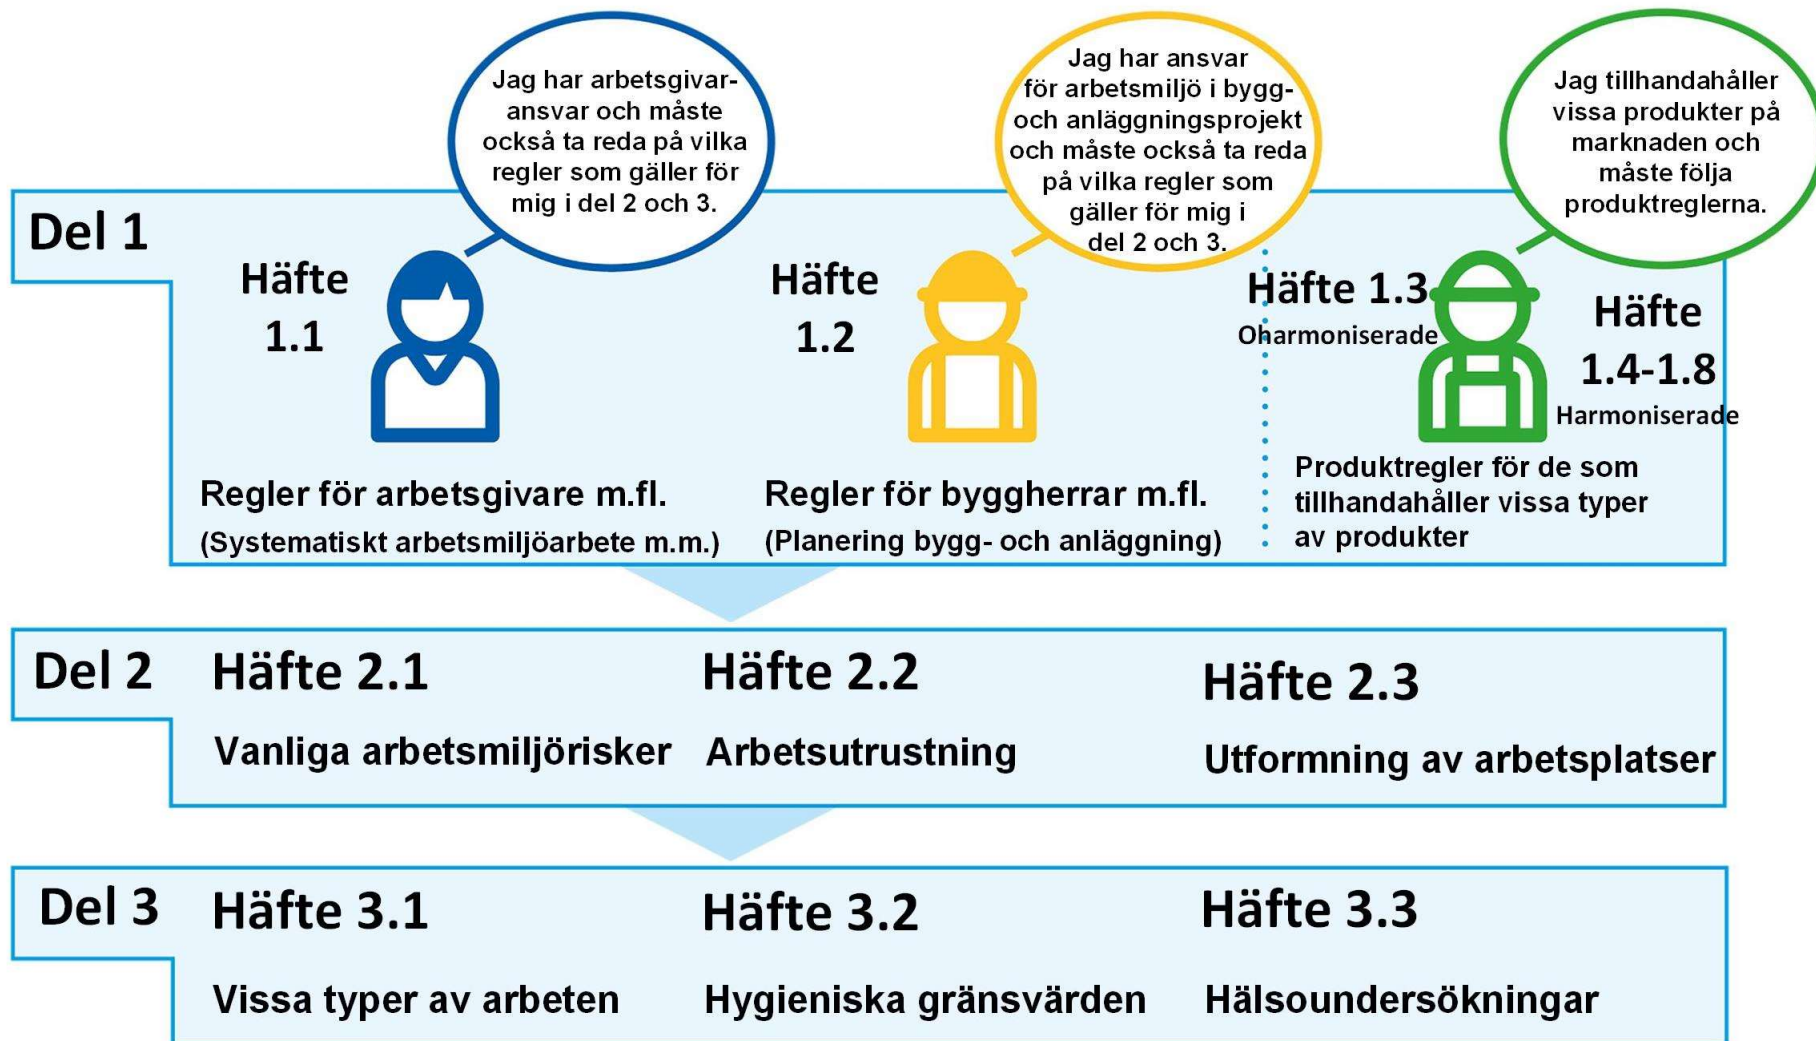 Jag har arbetsgivar-
ansvar och måste
också ta reda på vilka
regler som gäller för
mig i del 2 och 3.
Jag har ansvar
för arbetsmiljö i bygg-
och anläggningsprojekt
och måste också ta reda
på vilka regler som
gäller för mig i
del 2 och 3.
Jag tillhandahåller
vissa produkter på
marknaden och
måste följa
produktreglerna.
Del 1
Häfte
1.1
Regler för arbetsgivare m.fl.
(Systematiskt arbetsmiljöarbete m.m.)
Häfte
1.2
Regler för byggherrar m.fl.
(Planering bygg- och anläggning)
Häfte 1.3
Oharmoniserade
Häfte
1.4-1.8
Harmoniserade
Produktregler för de som
tillhandahåller vissa typer
av produkter
Del 2
Häfte 2.1
Vanliga arbetsmiljörisker
Häfte 2.2
Arbetsutrustning
Häfte 2.3
Utformning av arbetsplatser
Del 3
Häfte 3.1
Vissa typer av arbeten
Häfte 3.2
Hygieniska gränsvärden
Häfte 3.3
Hälsoundersökningar